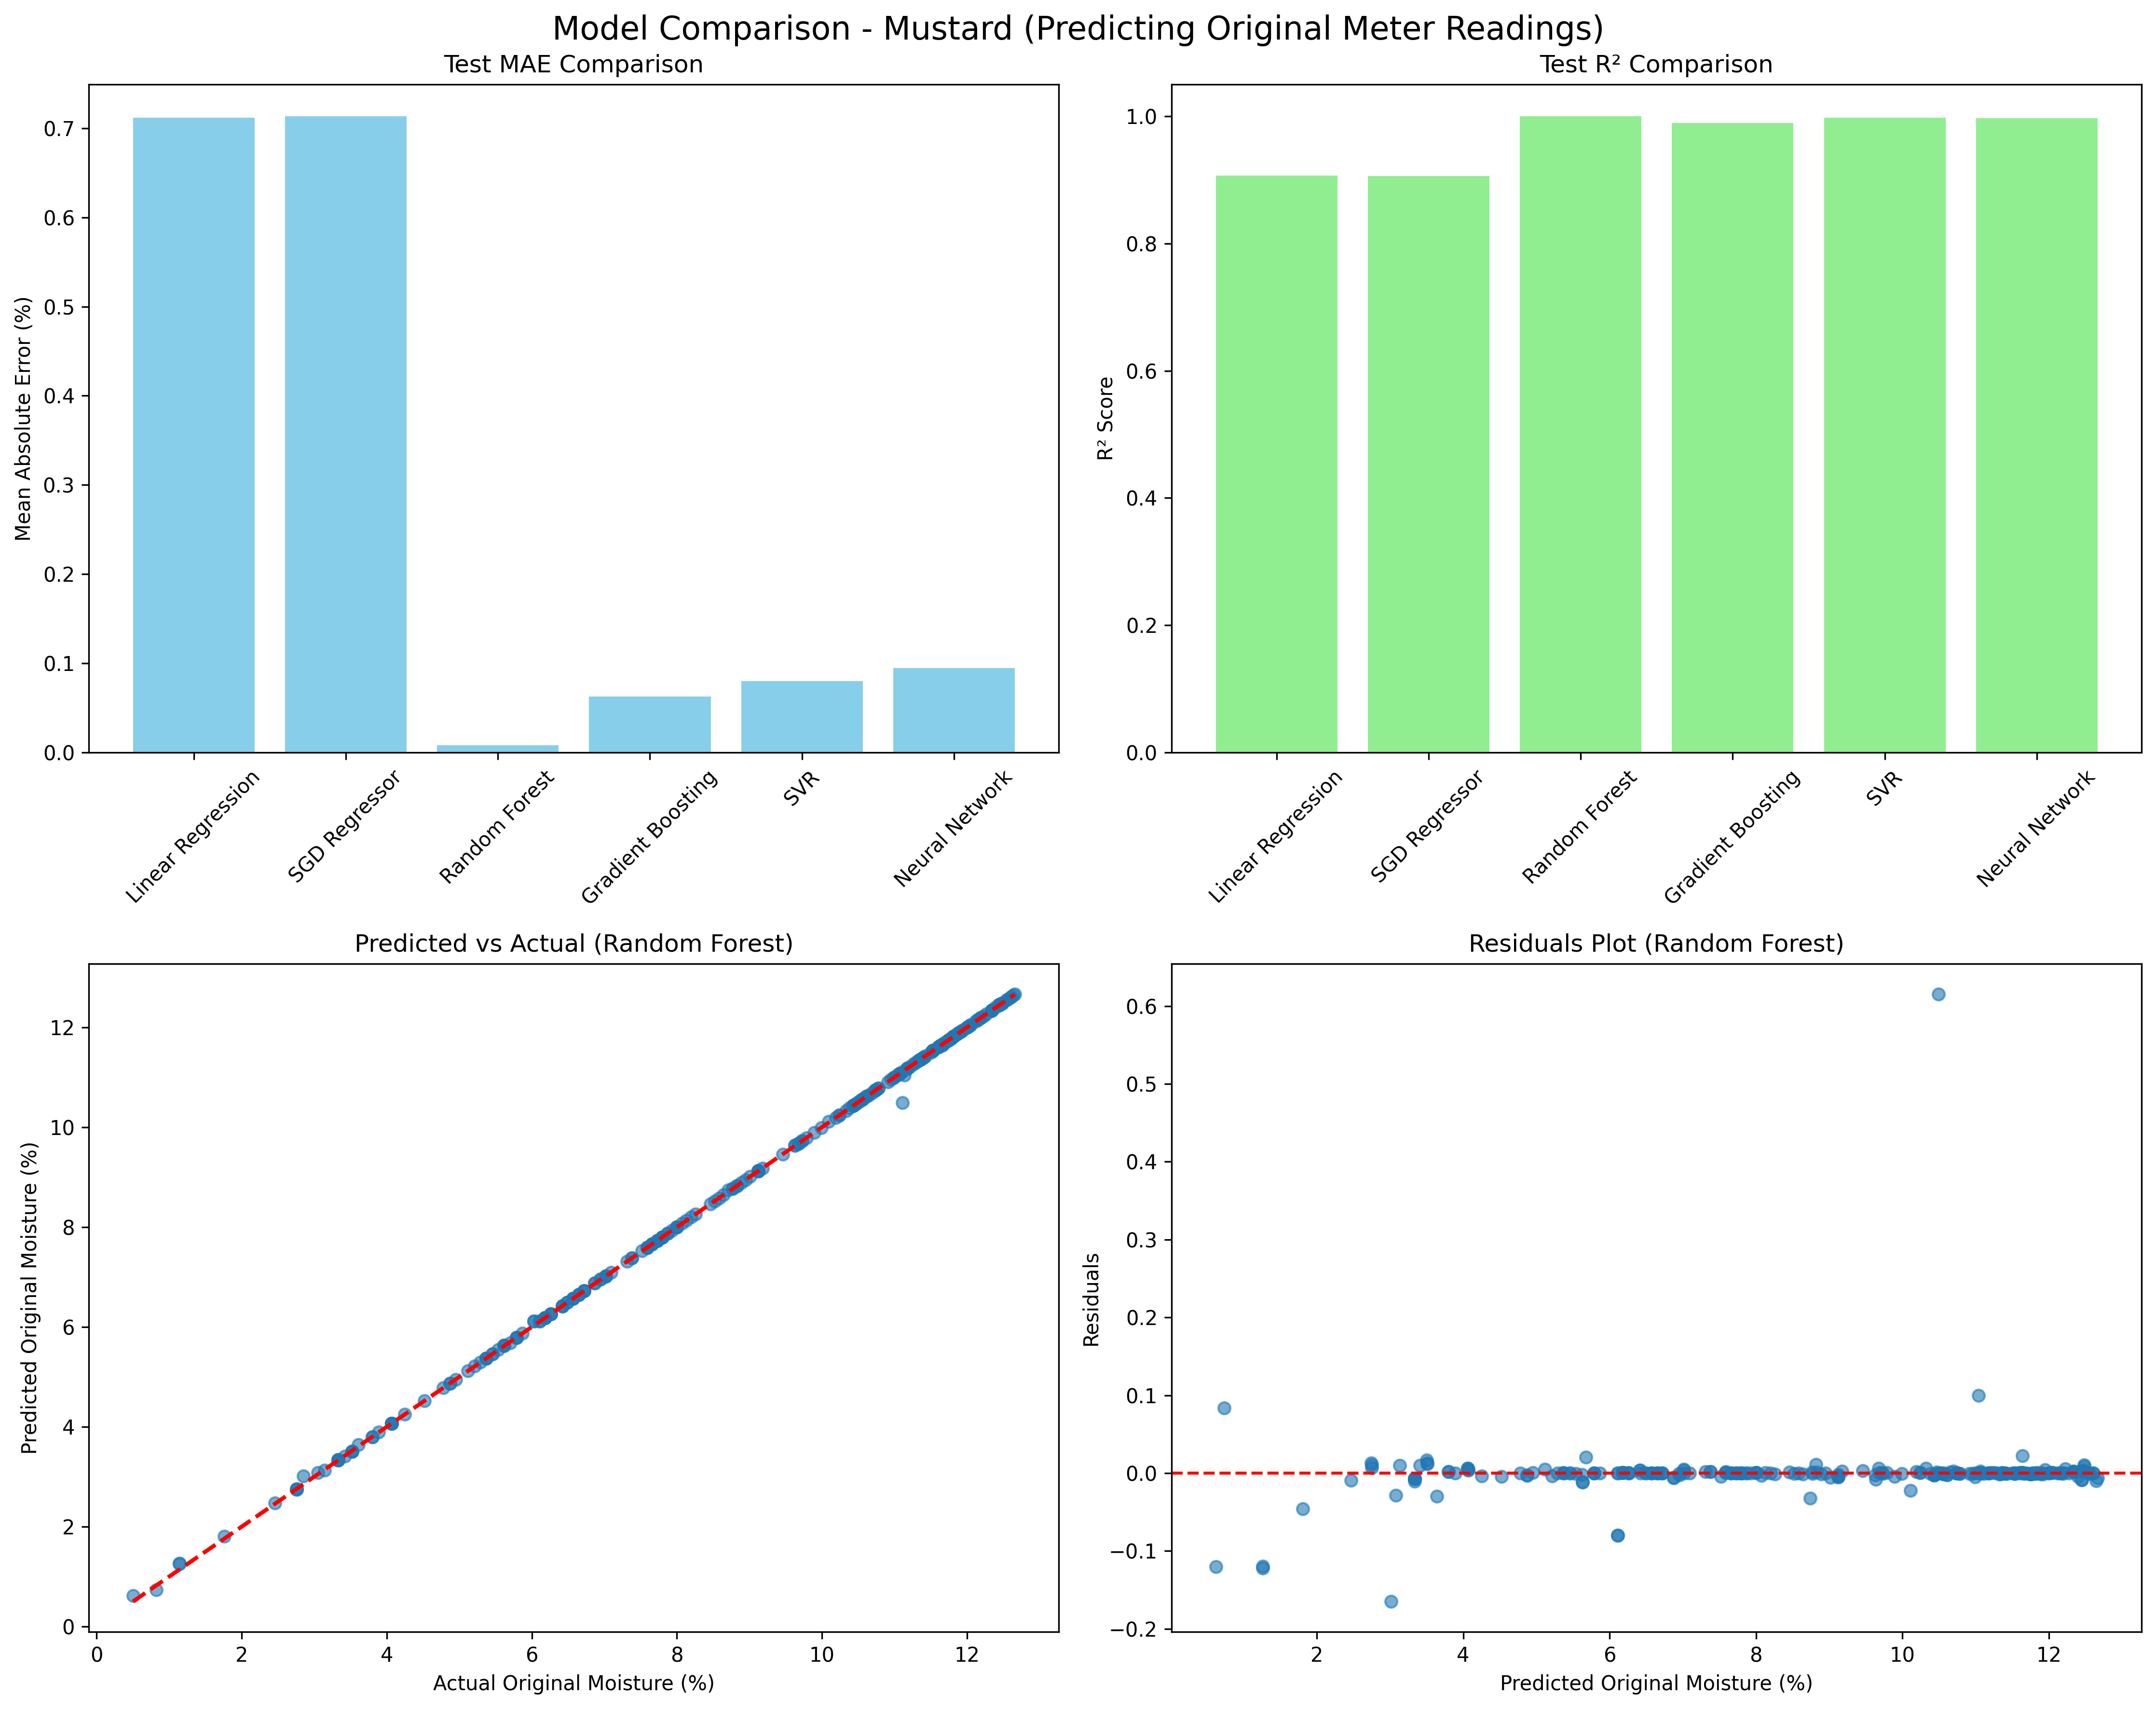 Model Comparison - Mustard (Predicting Original Meter Readings)
Test MAE Comparison
Mean Absolute Error (%)
0.7
0.6
0.5
0.4
0.3
0.2
0.1
0.0
Linear Regression
SGD Regressor
Random Forest
Gradient Boosting
SVR
Neural Network
Test R² Comparison
R² Score
1.0
0.8
0.6
0.4
0.2
0.0
Linear Regression
SGD Regressor
Random Forest
Gradient Boosting
SVR
Neural Network
Predicted vs Actual (Random Forest)
Predicted Original Moisture (%)
12
10
8
6
4
2
0
0 2 4 6 8 10 12
Actual Original Moisture (%)
Residuals Plot (Random Forest)
Residuals
0.6
0.5
0.4
0.3
0.2
0.1
0.0
−0.1
−0.2
2 4 6 8 10 12
Predicted Original Moisture (%)